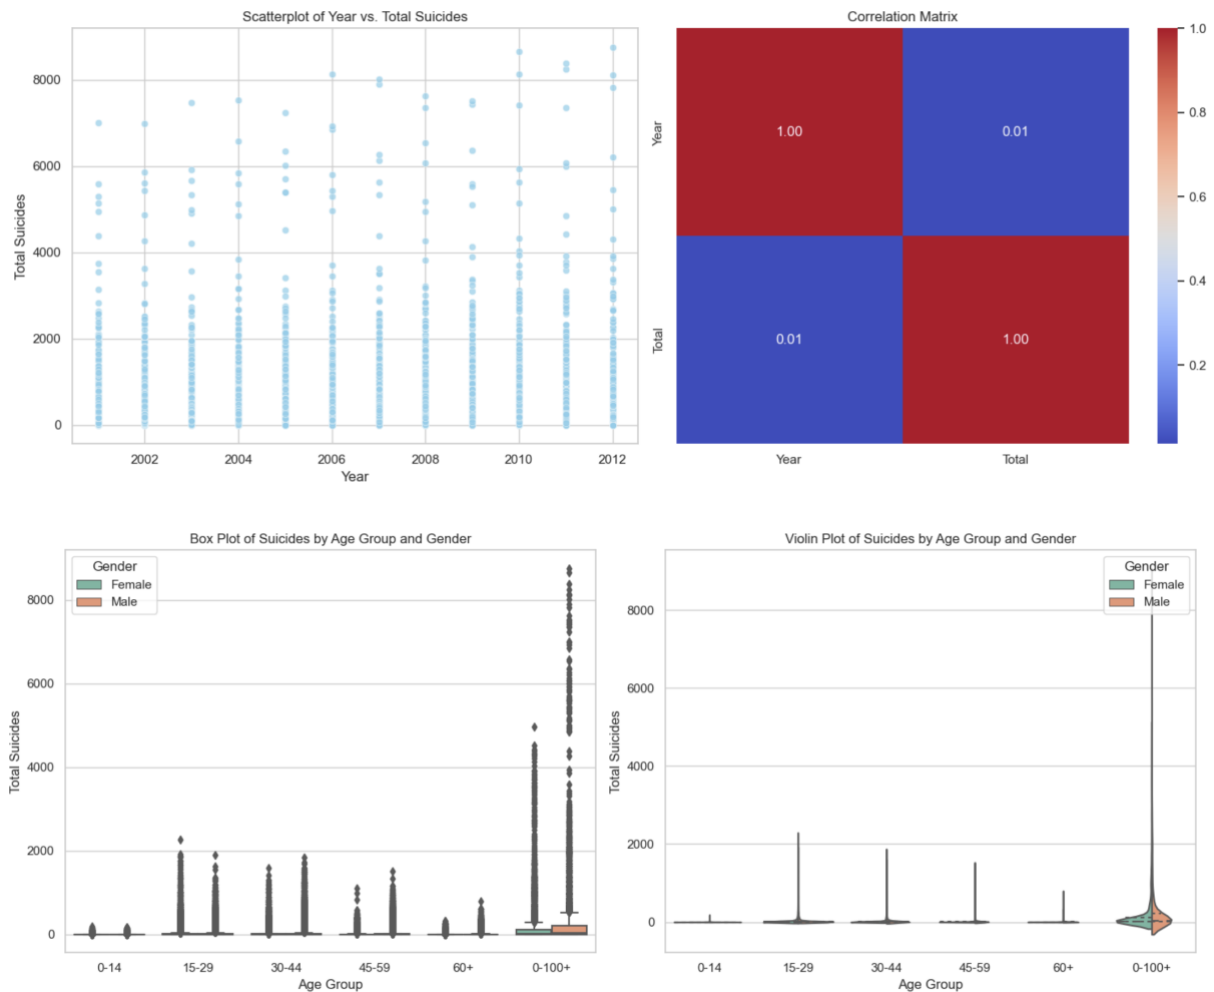 Scatterplot of Year vs. Total Suicides
8000
6000
4000
2000
0
Total Suicides
2002 2004 2006 2008 2010 2012
Year
Correlation Matrix
Year
Total
1.00 0.01
0.01 1.00
Year Total
1.0
0.8
0.6
0.4
0.2
Box Plot of Suicides by Age Group and Gender
Gender
Female
Male
8000
6000
4000
2000
0
Total Suicides
0-14 15-29 30-44 45-59 60+ 0-100+
Age Group
Violin Plot of Suicides by Age Group and Gender
Gender
Female
Male
8000
6000
4000
2000
0
Total Suicides
0-14 15-29 30-44 45-59 60+ 0-100+
Age Group